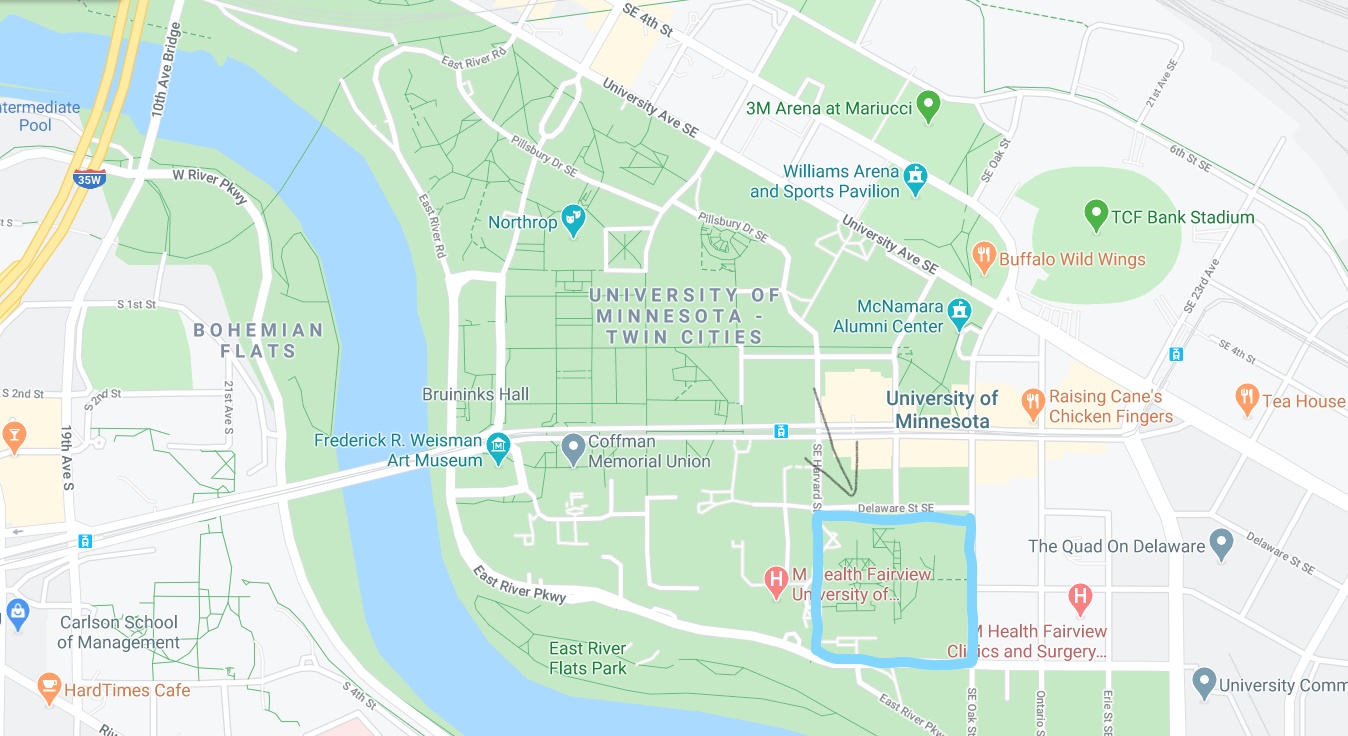 SE 4th St
East River Rd
10th Ave Bridge
University Ave SE
21st Ave SE
3M Arena at Mariucci
Intermediate
Pool
35W
W River Pkwy
Pillsbury Dr SE
SE Oak St
6th St SE
Williams Arena
and Sports Pavilion
East River Rd
Northrop
Pillsbury Dr SE
University Ave SE
TCF Bank Stadium
Buffalo Wild Wings
SE 23rd Ave
S 1st St
UNIVERSITY OF
MINNESOTA -
TWIN CITIES
McNamara
Alumni Center
BOHEMIAN
FLATS
SE 4th St
S 2nd St
S 2nd St
21st Ave S
Bruininks Hall
University of
Minnesota
Raising Cane's
Chicken Fingers
Tea House
19th Ave S
Frederick R. Weisman
Art Museum
Coffman
Memorial Union
SE Harvard St
Delaware St SE
The Quad On Delaware
Delaware St SE
H
M Health Fairview
University of...
East River Pkwy
H
M Health Fairview
Clinics and Surgery...
Carlson School
of Management
East River
Flats Park
HardTimes Cafe
S 4th St
University Comm
East River Pkw
SE Oak St
Ontario S
Erie St SE
Riv